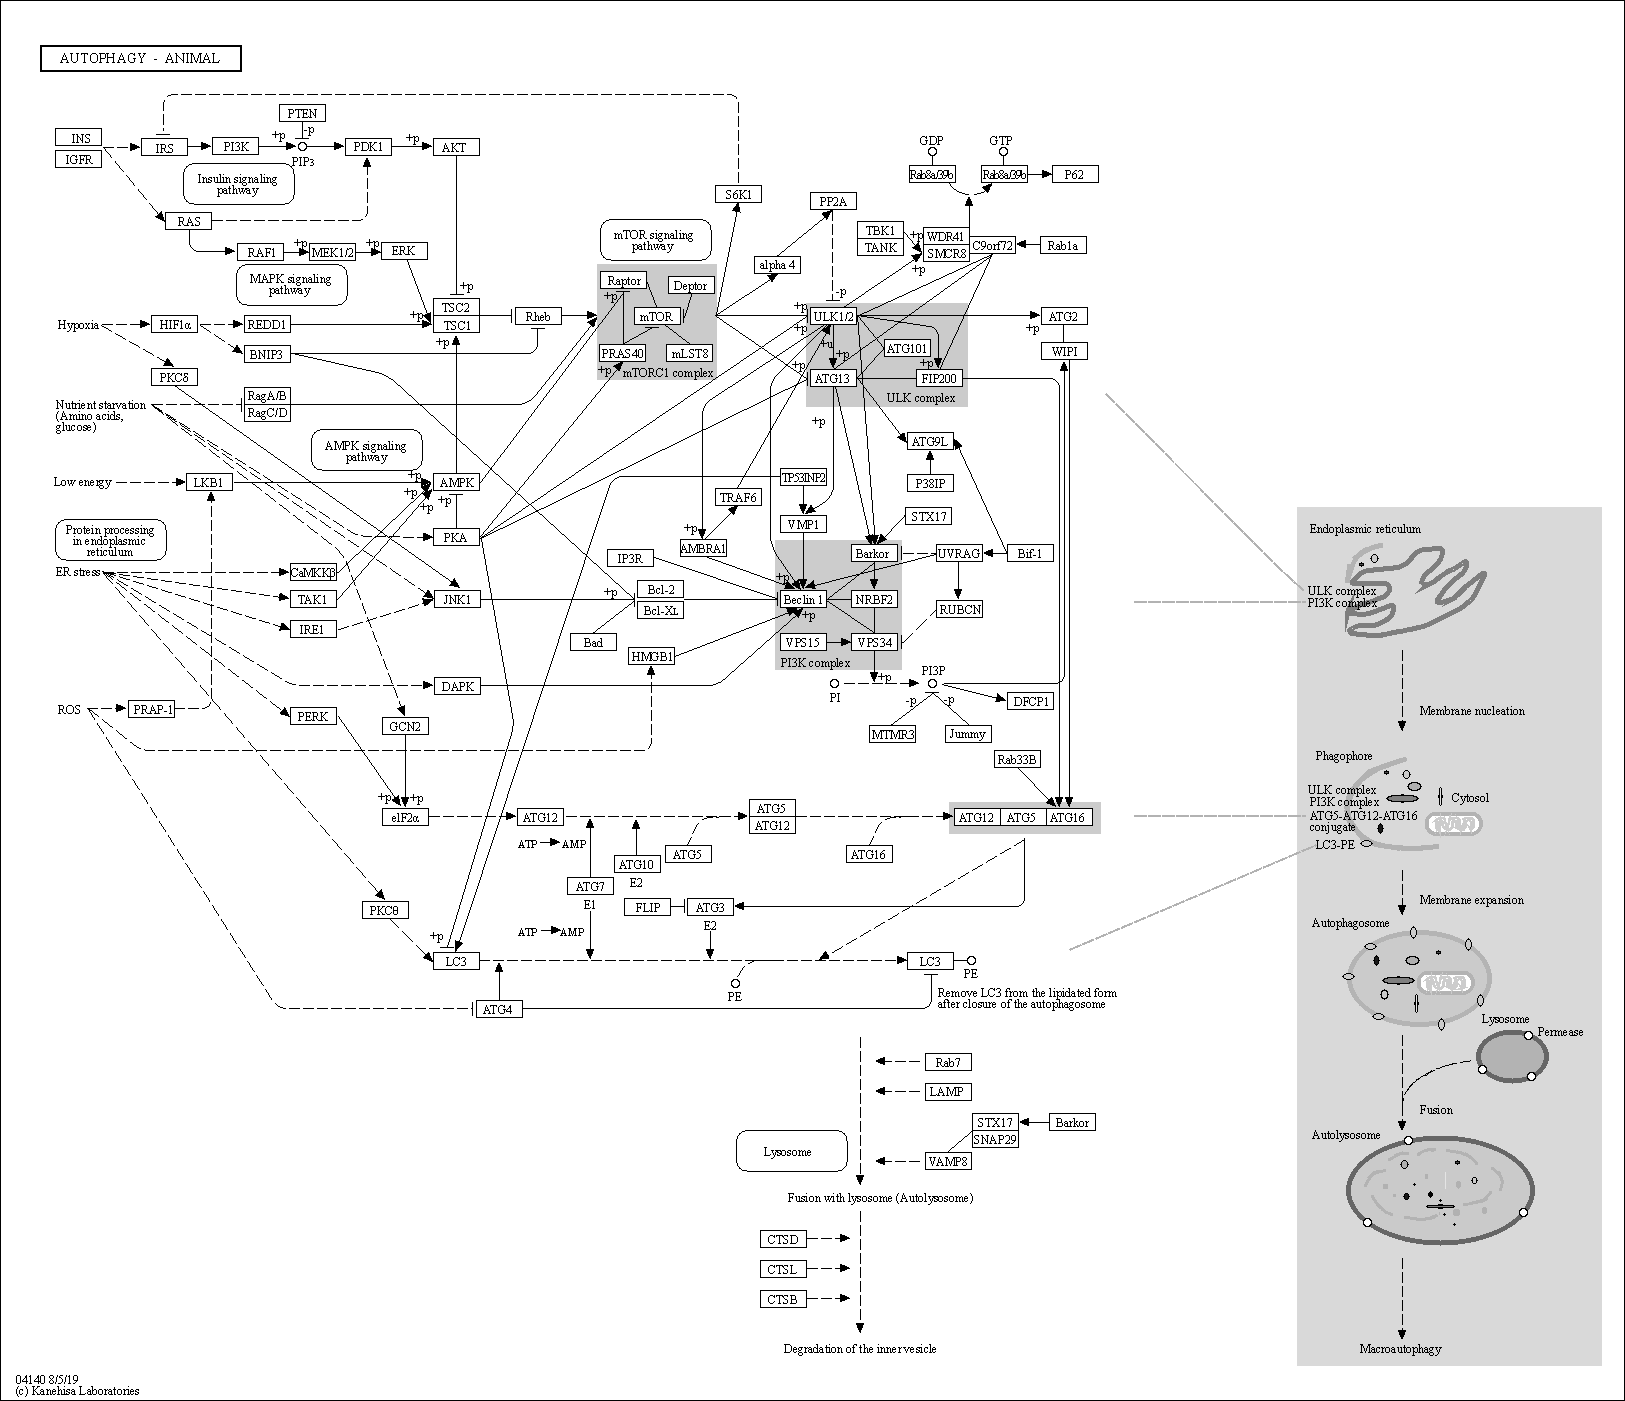 AUTOPHAGY - ANIMAL
PTEN
-p
INS
IGFR
IRS
PI3K
+p
PIP3
PDK1
+p
AKT
GDP
GTP
Rab8a/39b
Rab8a/39b
P62
Insulin signaling
pathway
S6K1
PP2A
RAS
TBK1
TANK
+p
WDR41
SMCR8
C9orf72
Rab1a
+p
mTOR signaling
pathway
RAF1
+p
MEK1/2
+p
ERK
MAPK signaling
pathway
alpha 4
Raptor
Deptor
+p
mTOR
PRAS40
mLST8
+p
mTORC1 complex
-p
+p
TSC2
TSC1
+p
+p
Rheb
Hypoxia
HIF1α
REDD1
BNIP3
PKCδ
+p
+p
ULK1/2
+u
+p
ATG101
+p
+p
ATG13
FIP200
ULK complex
+p
ATG2
WIPI
RagA/B
RagC/D
Nutrient starvation
(Amino acids,
glucose)
+p
AMPK signaling
pathway
ATG9L
P38IP
Low energy
LKB1
+p
+p
+p
+p
AMPK
TP53INP2
TRAF6
VMP1
STX17
Protein processing
in endoplasmic
reticulum
PKA
+p
AMBRA1
IP3R
Barkor
UVRAG
Bif-1
ER stress
CaMKKβ
TAK1
IRE1
JNK1
+p
Bcl-2
Bcl-XL
Bad
+p
Beclin 1
+p
NRBF2
RUBCN
VPS15
VPS34
PI3K complex
HMGB1
DAPK
+p
PI
PI3P
DFCP1
-p
-p
MTMR3
Jummy
ROS
PRAP-1
PERK
GCN2
Rab33B
+p
+p
eIF2α
ATG12
ATG5
ATG12
ATG12
ATG5
ATG16
ATP
AMP
ATG10
E2
ATG5
ATG16
ATG7
E1
FLIP
ATG3
E2
PKCθ
ATP
AMP
+p
LC3
LC3
PE
PE
ATG4
Remove LC3 from the lipidated form
after closure of the autophagosome
Rab7
LAMP
STX17
SNAP29
Barkor
VAMP8
Lysosome
Fusion with lysosome (Autolysosome)
CTSD
CTSL
CTSB
Degradation of the inner vesicle
Endoplasmic reticulum
ULK complex
PI3K complex
Membrane nucleation
Phagophore
ULK complex
PI3K complex
Cytosol
ATG5-ATG12-ATG16
conjugate
LC3-PE
Membrane expansion
Autophagosome
Lysosome
Permease
Fusion
Autolysosome
Macroautophagy
04140 8/5/19
(c) Kanehisa Laboratories